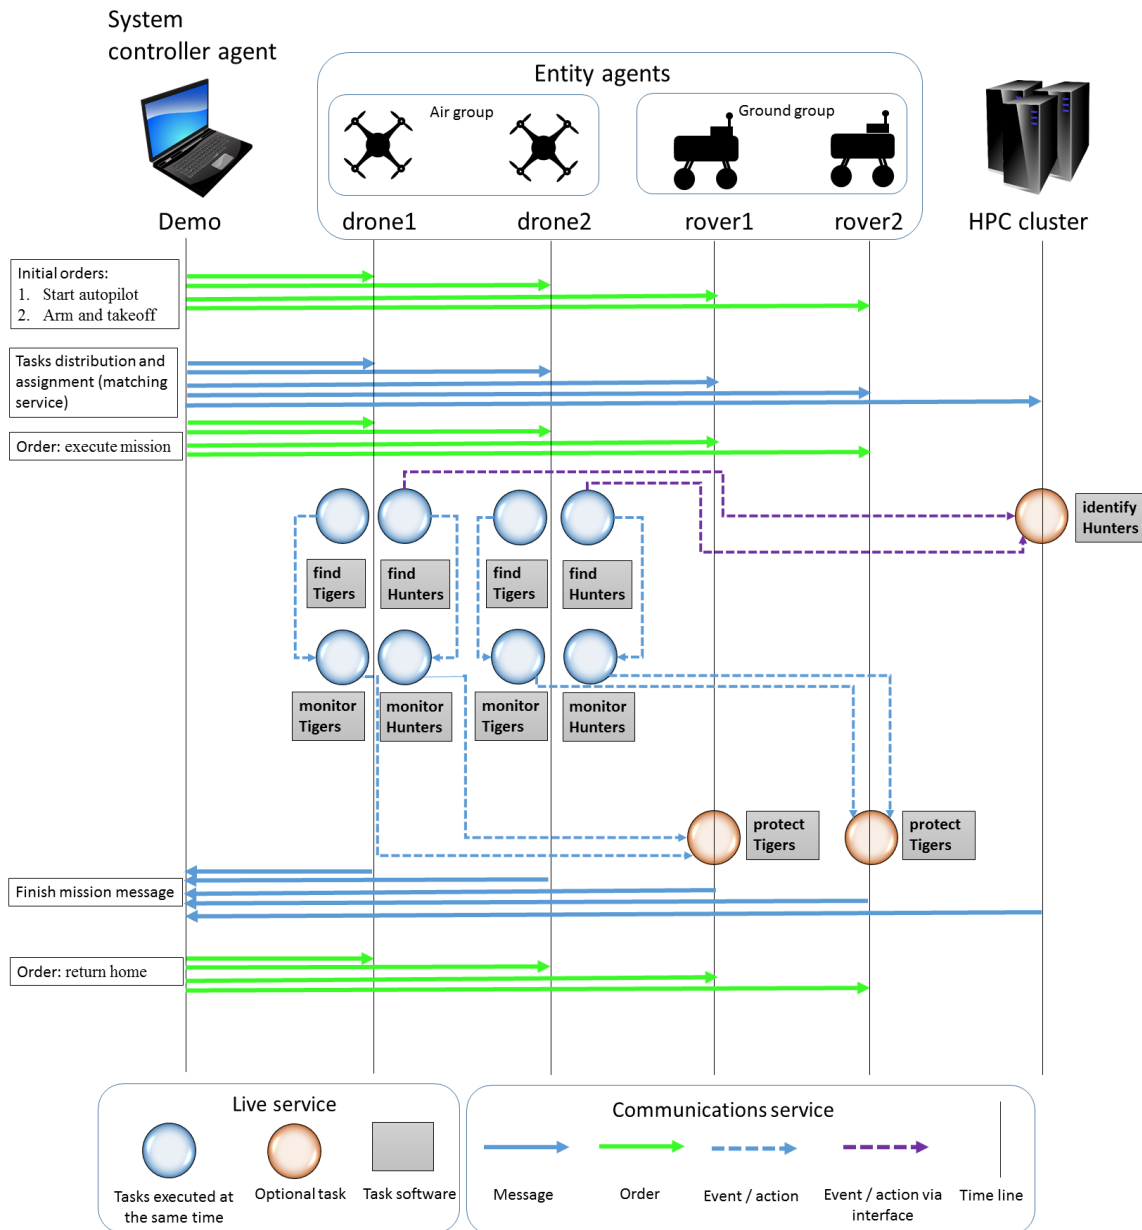 System
controller agent
Entity agents
Air group
Ground group
Demo
drone1
drone2
rover1
rover2
HPC cluster
Initial orders:
1. Start autopilot
2. Arm and takeoff
Tasks distribution and
assignment (matching
service)
Order: execute mission
identify
Hunters
find
Tigers
find
Hunters
find
Tigers
find
Hunters
monitor
Tigers
monitor
Hunters
monitor
Tigers
monitor
Hunters
protect
Tigers
protect
Tigers
Finish mission message
Order: return home
Live service
Tasks executed at
the same time
Optional task
Task software
Communications service
Message
Order
Event / action
Event / action via
interface
Time line